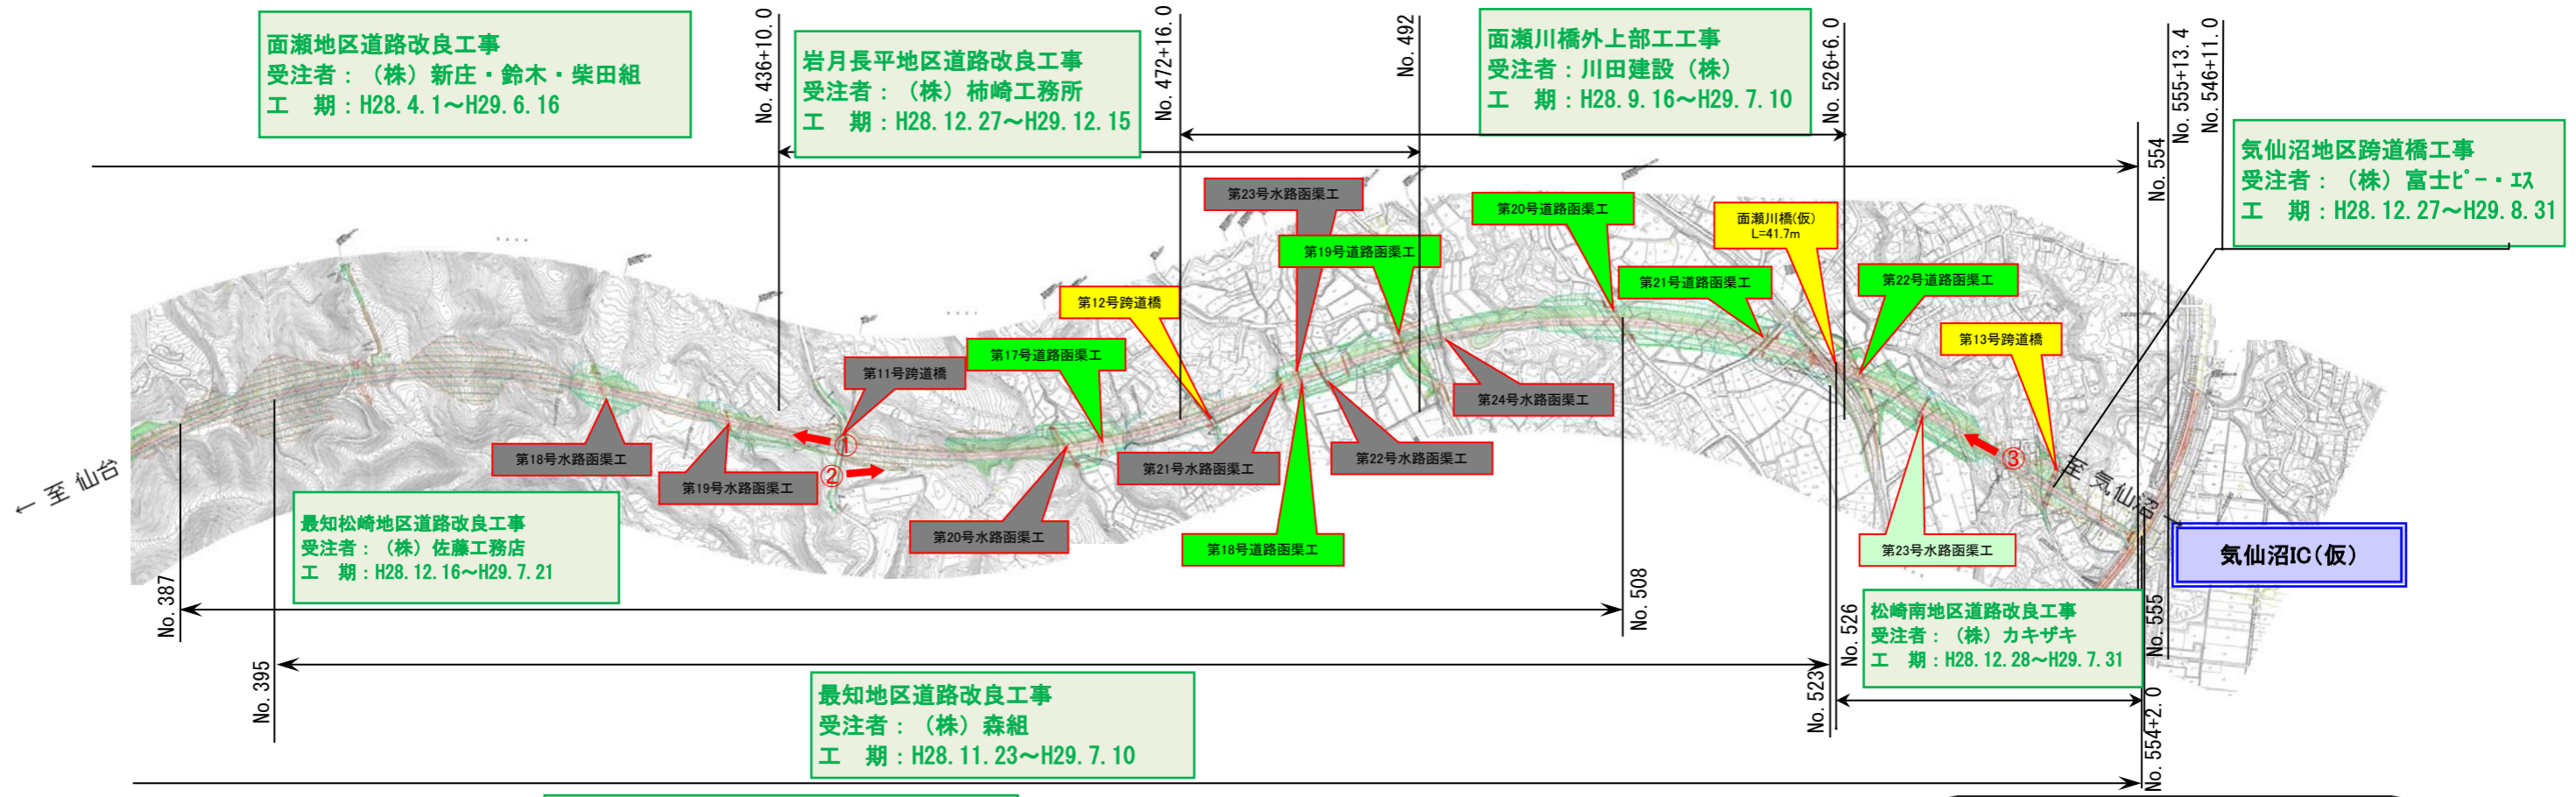 面瀬地区道路改良工事
受注者：（株）新庄・鈴木・柴田組
工　期：H28.4.1～H29.6.16
No.436+10.0
岩月長平地区道路改良工事
受注者：（株）柿崎工務所
工　期：H28.12.27～H29.12.15
No.472+16.0
No.492
面瀬川橋外上部工工事
受注者：川田建設（株）
工　期：H28.9.16～H29.7.10
No.526+6.0
No.554
No.555+13.4
No.546+11.0
気仙沼地区跨道橋工事
受注者：（株）富士ﾋﾟｰ・ｴｽ
工　期：H28.12.27～H29.8.31
第23号水路函渠工
第19号道路函渠工
第20号道路函渠工
面瀬川橋(仮)
L=41.7m
第21号道路函渠工
第22号道路函渠工
第12号跨道橋
第13号跨道橋
第17号道路函渠工
第11号跨道橋
第24号水路函渠工
①
②
③
第18号水路函渠工
第19号水路函渠工
第20号水路函渠工
第21号水路函渠工
第22号水路函渠工
第18号道路函渠工
第23号水路函渠工
← 至 仙台
至 気仙沼 →
気仙沼IC(仮)
最知松崎地区道路改良工事
受注者：（株）佐藤工務店
工　期：H28.12.16～H29.7.21
No.387
No.508
No.395
No.523
No.526
松崎南地区道路改良工事
受注者：（株）カキザキ
工　期：H28.12.28～H29.7.31
No.555
No.554+2.0
最知地区道路改良工事
受注者：（株）森組
工　期：H28.11.23～H29.7.10